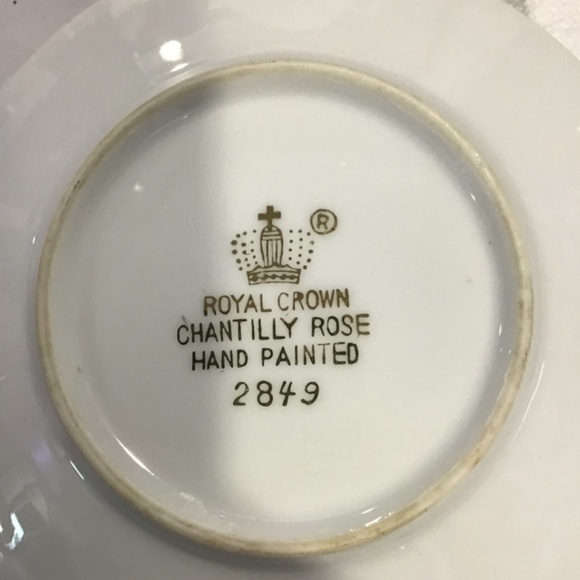 ®
ROYAL CROWN
CHANTILLY ROSE
HAND PAINTED
2849